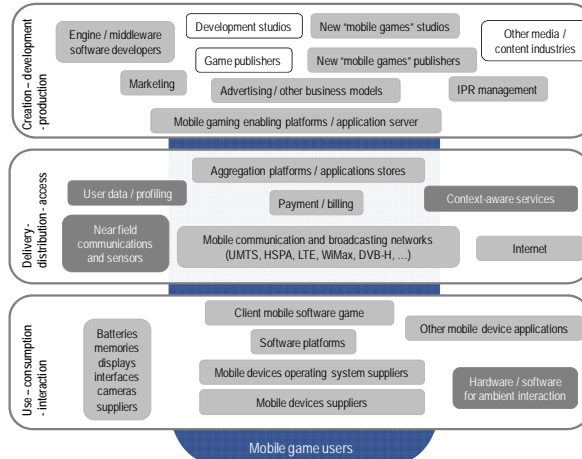 Creation – development
- production
Engine / middleware
software developers
Development studios
New "mobile games" studios
Other media /
content industries
Game publishers
New "mobile games" publishers
Marketing
Advertising / other business models
IPR management
Mobile gaming enabling platforms / application server
Delivery -
distribution - access
Aggregation platforms / applications stores
User data / profiling
Payment / billing
Context-aware services
Near field
communications
and sensors
Mobile communication and broadcasting networks
(UMTS, HSPA, LTE, WiMax, DVB-H, ...)
Internet
Use – consumption
- interaction
Batteries
memories
displays
interfaces
cameras
suppliers
Client mobile software game
Other mobile device applications
Software platforms
Mobile devices operating system suppliers
Hardware / software
for ambient interaction
Mobile devices suppliers
Mobile game users